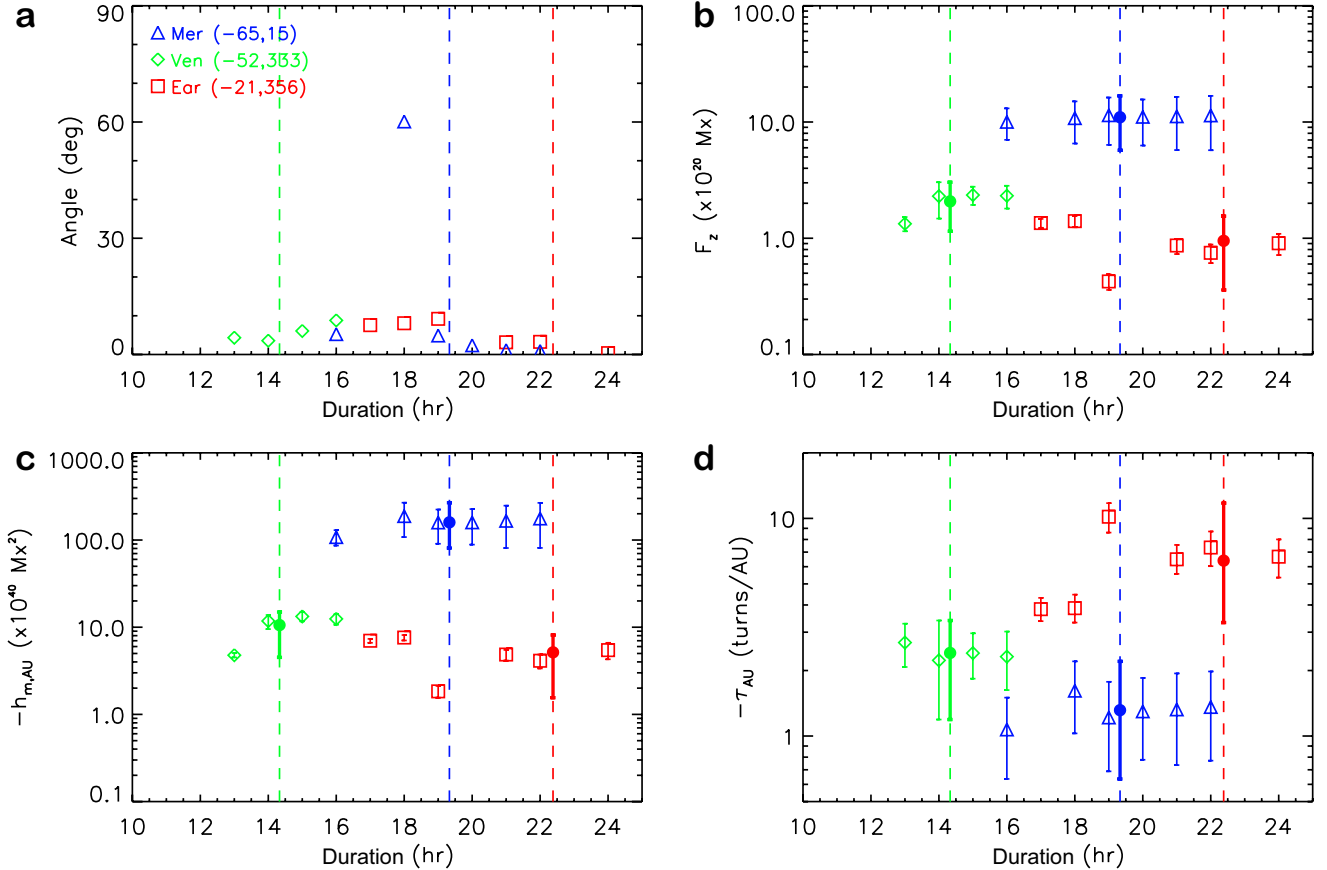 a
90
60
30
0
Angle (deg)
Mer (-65,15)
Ven (-52,333)
Ear (-21,356)
10 12 14 16 18 20 22 24
Duration (hr)
b
100.0
10.0
1.0
0.1
F_z (x10^20 Mx)
10 12 14 16 18 20 22 24
Duration (hr)
c
1000.0
100.0
10.0
1.0
0.1
-h_m,AU (x10^40 Mx^2)
10 12 14 16 18 20 22 24
Duration (hr)
d
10
1
-τ_AU (turns/AU)
10 12 14 16 18 20 22 24
Duration (hr)